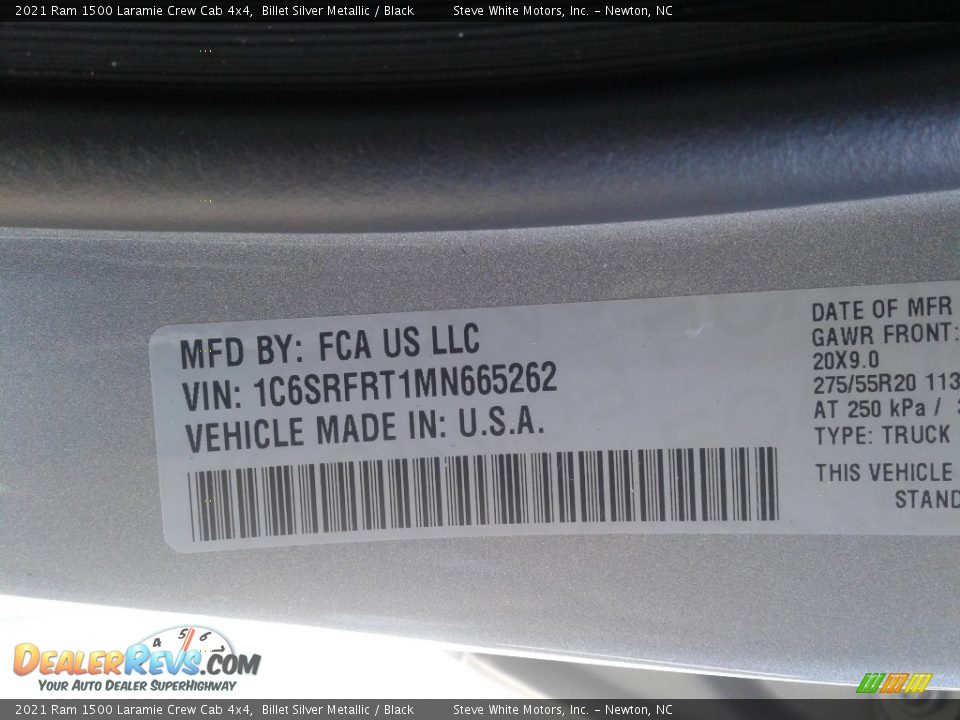 2021 Ram 1500 Laramie Crew Cab 4x4, Billet Silver Metallic / Black Steve White Motors, Inc. – Newton, NC
MFD BY: FCA US LLC
VIN: 1C6SRFRT1MN665262
VEHICLE MADE IN: U.S.A.
DATE OF MFR
GAWR FRONT:
20X9.0
275/55R20 113
AT 250 kPa /
TYPE: TRUCK
THIS VEHICLE
STAND
4 5 6
DEALERREVS.COM
YOUR AUTO DEALER SUPERHIGHWAY
2021 Ram 1500 Laramie Crew Cab 4x4, Billet Silver Metallic / Black Steve White Motors, Inc. – Newton, NC